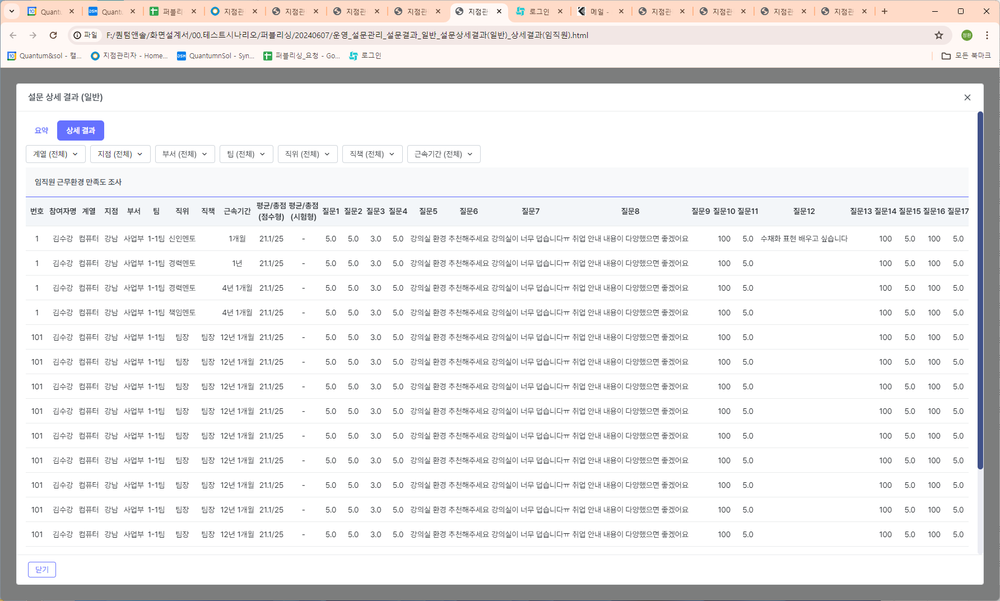 Quantu
Quantu
퍼블리
지점관
지점관
지점관
지점관
지점관
로그인
메일 -
지점관
지점관
지점관
지점관
파일 F:/퀀텀앤솔/화면설계서/00.테스트시나리오/퍼블리싱/20240607/운영_설문관리_설문결과_일반_설문상세결과(일반)_상세결과(임직원).html 정환
Quantum&sol - 캘... 지점관리자 - Home... DSM QuantumnSol - Syn... 퍼블리싱_요청 - Go... 로그인 모든 북마크
설문 상세 결과 (일반)
요약 상세 결과
계열 (전체) 지점 (전체) 부서 (전체) 팀 (전체) 직위 (전체) 직책 (전체) 근속기간 (전체)
임직원 근무환경 만족도 조사
번호 참여자명 계열 지점 부서 팀 직위 직책 근속기간 평균/총점 (점수형) 평균/총점 (시험형) 질문1 질문2 질문3 질문4 질문5 질문6 질문7 질문8 질문9 질문10 질문11 질문12 질문13 질문14 질문15 질문16 질문17
1 김수강 컴퓨터 강남 사업부 1-1팀 신인멘토 1개월 21.1/25 - 5.0 5.0 3.0 5.0 강의실 환경 추천해주세요 강의실이 너무 덥습니다ㅠ 취업 안내 내용이 다양했으면 좋겠어요 100 5.0 수채화 표현 배우고 싶습니다 100 5.0 100 5.0
1 김수강 컴퓨터 강남 사업부 1-1팀 경력멘토 1년 21.1/25 - 5.0 5.0 3.0 5.0 강의실 환경 추천해주세요 강의실이 너무 덥습니다ㅠ 취업 안내 내용이 다양했으면 좋겠어요 100 5.0 100 5.0 100 5.0
1 김수강 컴퓨터 강남 사업부 1-1팀 경력멘토 4년 1개월 21.1/25 - 5.0 5.0 3.0 5.0 강의실 환경 추천해주세요 강의실이 너무 덥습니다ㅠ 취업 안내 내용이 다양했으면 좋겠어요 100 5.0 100 5.0 100 5.0
1 김수강 컴퓨터 강남 사업부 1-1팀 책임멘토 4년 1개월 21.1/25 - 5.0 5.0 3.0 5.0 강의실 환경 추천해주세요 강의실이 너무 덥습니다ㅠ 취업 안내 내용이 다양했으면 좋겠어요 100 5.0 100 5.0 100 5.0
101 김수강 컴퓨터 강남 사업부 1-1팀 팀장 팀장 12년 1개월 21.1/25 - 5.0 5.0 3.0 5.0 강의실 환경 추천해주세요 강의실이 너무 덥습니다ㅠ 취업 안내 내용이 다양했으면 좋겠어요 100 5.0 100 5.0 100 5.0
101 김수강 컴퓨터 강남 사업부 1-1팀 팀장 팀장 12년 1개월 21.1/25 - 5.0 5.0 3.0 5.0 강의실 환경 추천해주세요 강의실이 너무 덥습니다ㅠ 취업 안내 내용이 다양했으면 좋겠어요 100 5.0 100 5.0 100 5.0
101 김수강 컴퓨터 강남 사업부 1-1팀 팀장 팀장 12년 1개월 21.1/25 - 5.0 5.0 3.0 5.0 강의실 환경 추천해주세요 강의실이 너무 덥습니다ㅠ 취업 안내 내용이 다양했으면 좋겠어요 100 5.0 100 5.0 100 5.0
101 김수강 컴퓨터 강남 사업부 1-1팀 팀장 팀장 12년 1개월 21.1/25 - 5.0 5.0 3.0 5.0 강의실 환경 추천해주세요 강의실이 너무 덥습니다ㅠ 취업 안내 내용이 다양했으면 좋겠어요 100 5.0 100 5.0 100 5.0
101 김수강 컴퓨터 강남 사업부 1-1팀 팀장 팀장 12년 1개월 21.1/25 - 5.0 5.0 3.0 5.0 강의실 환경 추천해주세요 강의실이 너무 덥습니다ㅠ 취업 안내 내용이 다양했으면 좋겠어요 100 5.0 100 5.0 100 5.0
101 김수강 컴퓨터 강남 사업부 1-1팀 팀장 팀장 12년 1개월 21.1/25 - 5.0 5.0 3.0 5.0 강의실 환경 추천해주세요 강의실이 너무 덥습니다ㅠ 취업 안내 내용이 다양했으면 좋겠어요 100 5.0 100 5.0 100 5.0
101 김수강 컴퓨터 강남 사업부 1-1팀 팀장 팀장 12년 1개월 21.1/25 - 5.0 5.0 3.0 5.0 강의실 환경 추천해주세요 강의실이 너무 덥습니다ㅠ 취업 안내 내용이 다양했으면 좋겠어요 100 5.0 100 5.0 100 5.0
101 김수강 컴퓨터 강남 사업부 1-1팀 팀장 팀장 12년 1개월 21.1/25 - 5.0 5.0 3.0 5.0 강의실 환경 추천해주세요 강의실이 너무 덥습니다ㅠ 취업 안내 내용이 다양했으면 좋겠어요 100 5.0 100 5.0 100 5.0
101 김수강 컴퓨터 강남 사업부 1-1팀 팀장 팀장 12년 1개월 21.1/25 - 5.0 5.0 3.0 5.0 강의실 환경 추천해주세요 강의실이 너무 덥습니다ㅠ 취업 안내 내용이 다양했으면 좋겠어요 100 5.0 100 5.0 100 5.0
닫기